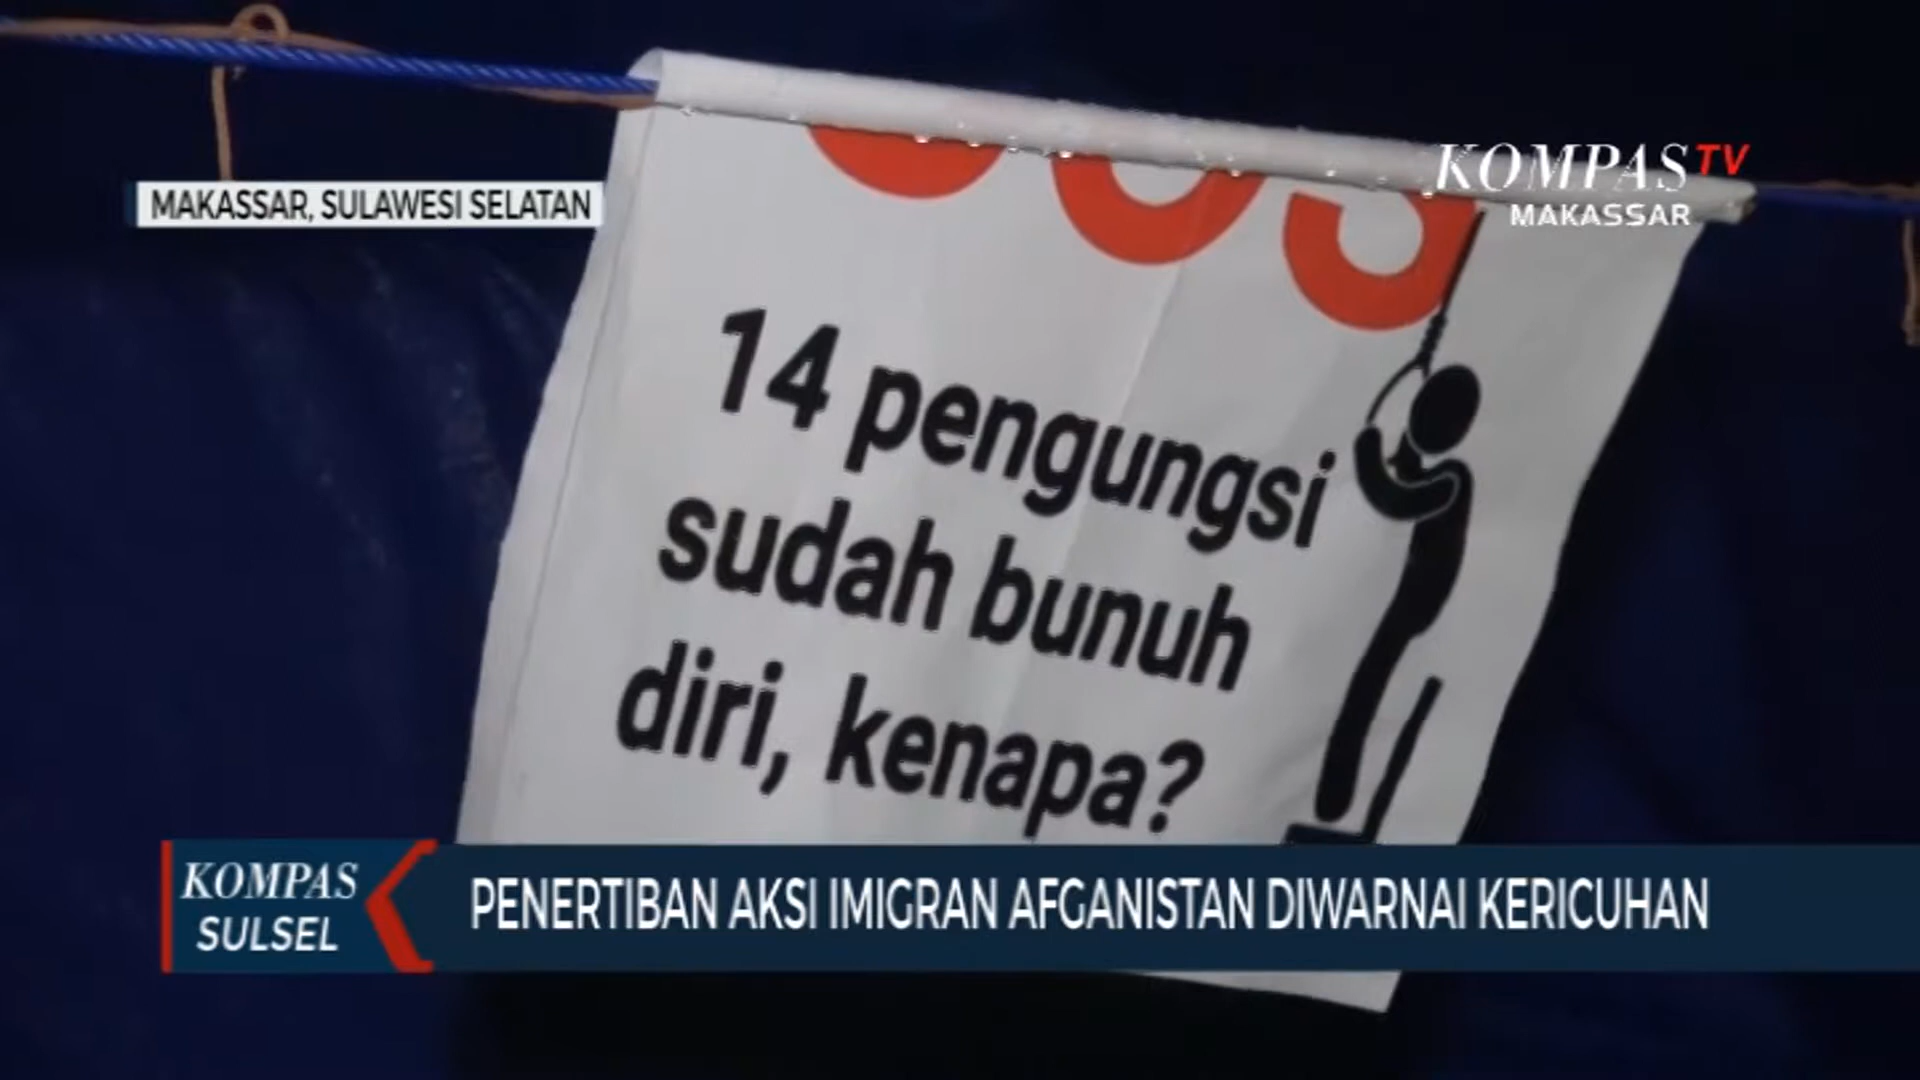 KOMPAS TV
MAKASSAR
MAKASSAR, SULAWESI SELATAN
14 pengungsi
sudah bunuh
diri, kenapa?
KOMPAS
SULSEL
PENERTIBAN AKSI IMIGRAN AFGANISTAN DIWARNAI KERICUHAN